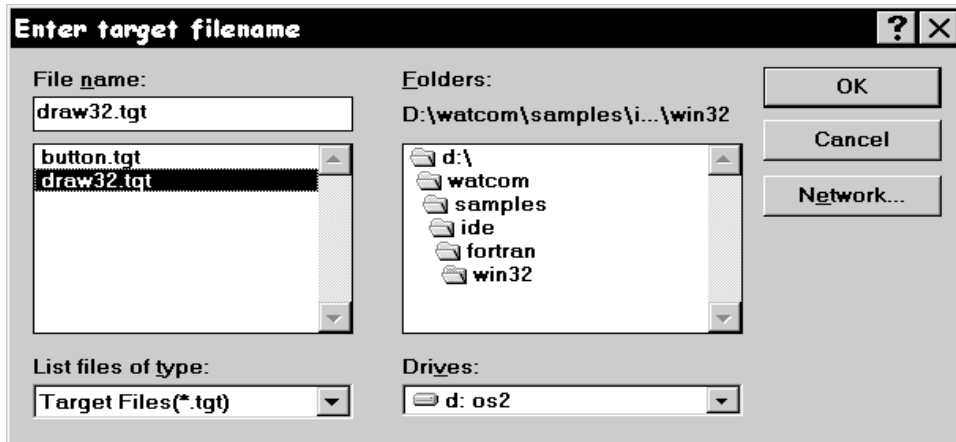 Enter target filename
File name:
draw32.tgt
button.tgt
draw32.tgt
List files of type:
Target Files(*.tgt)
Folders:
D:\watcom\samples\i...\win32
d:\
watcom
samples
ide
fortran
win32
Drives:
d: os2
OK
Cancel
Network...